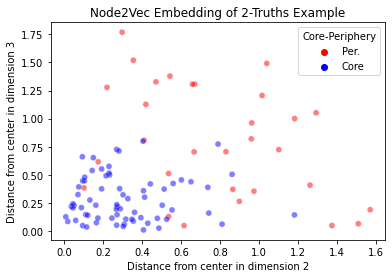 Node2Vec Embedding of 2-Truths Example
Core-Periphery
Per.
Core
Distance from center in dimension 3
1.75
1.50
1.25
1.00
0.75
0.50
0.25
0.00
0.0 0.2 0.4 0.6 0.8 1.0 1.2 1.4 1.6
Distance from center in dimension 2